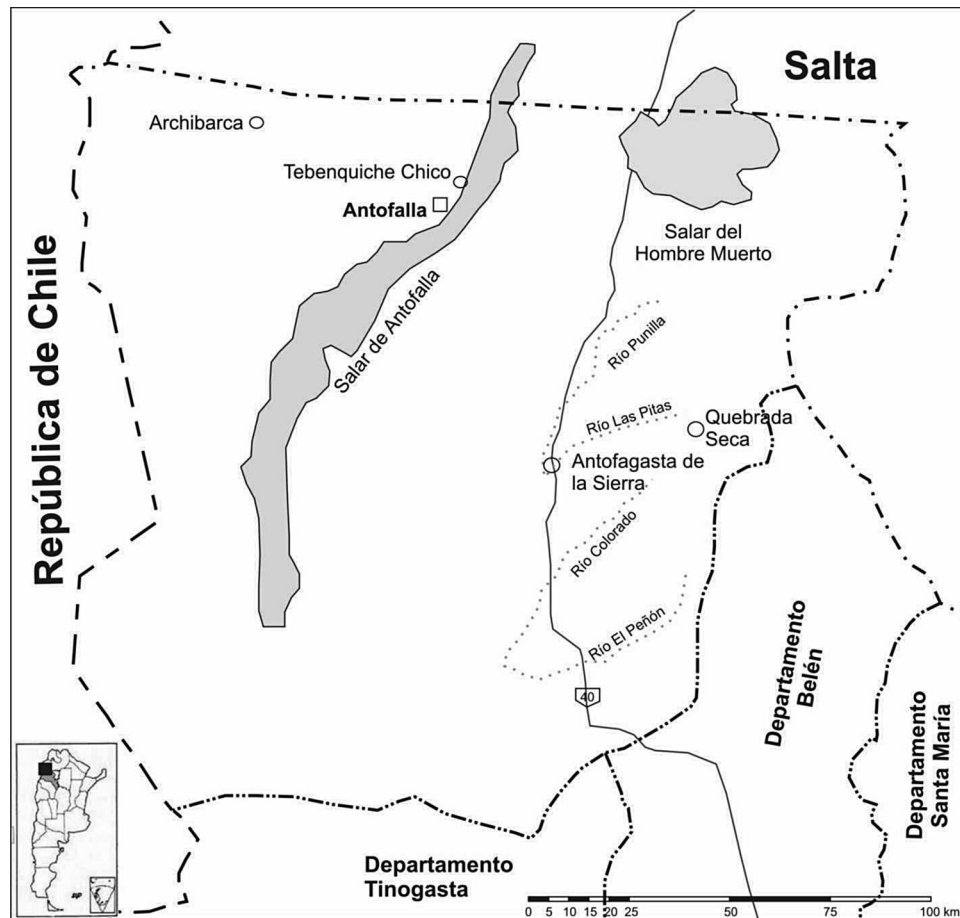 Salta
Archibarca
Tebenquiche Chico
Antofalla
Salar del
Hombre Muerto
República de Chile
Salar de Antofalla
Río Punilla
Río Las Pitas
Quebrada
Seca
Antofagasta de
la Sierra
Río Colorado
Río El Peñón
40
Departamento
Belén
Departamento
Santa María
Departamento
Tinogasta
0 5 10 15 20 25 50 75 100 km